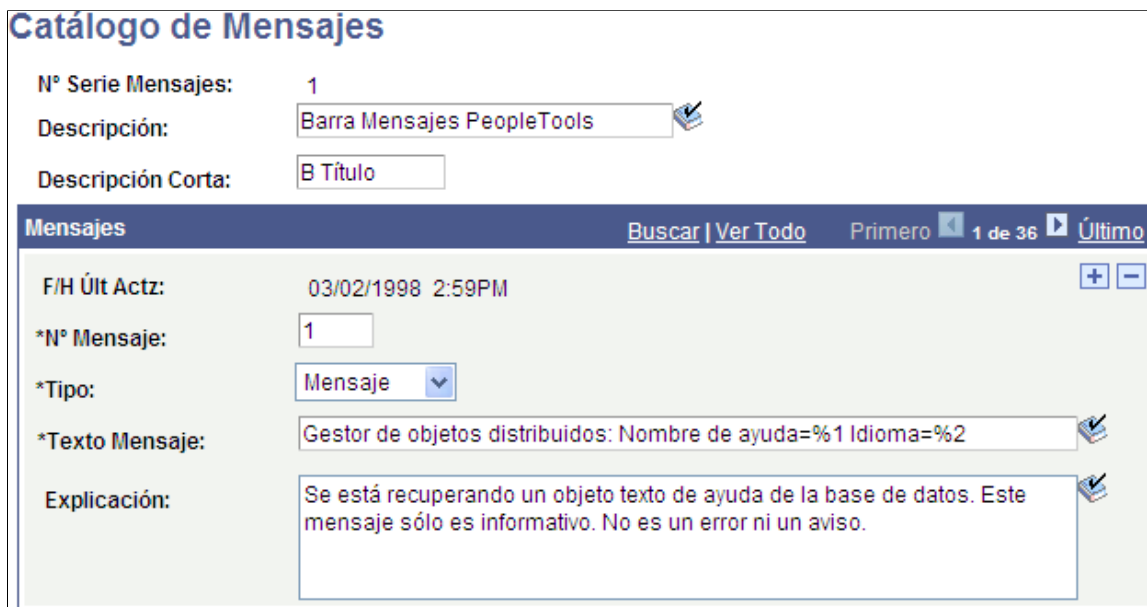 Catálogo de Mensajes
Nº Serie Mensajes: 1
Descripción: Barra Mensajes PeopleTools
Descripción Corta: B Título
Mensajes Buscar | Ver Todo Primero 1 de 36 Último
F/H Últ Actz: 03/02/1998 2:59PM
*Nº Mensaje: 1
*Tipo: Mensaje
*Texto Mensaje: Gestor de objetos distribuidos: Nombre de ayuda=%1 Idioma=%2
Explicación: Se está recuperando un objeto texto de ayuda de la base de datos. Este
mensaje sólo es informativo. No es un error ni un aviso.